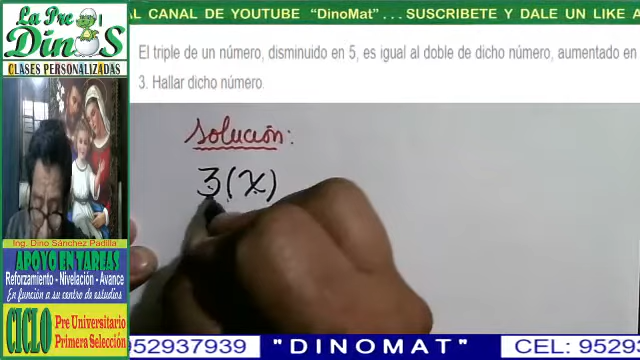 La Pre
DinoS
CLASES PERSONALIZADAS
AL CANAL DE YOUTUBE “DinoMat”. . . SUSCRIBETE Y DALE UN LIKE A
El triple de un número, disminuido en 5, es igual al doble de dicho número, aumentado en
3. Hallar dicho número.
Solución:
3(x)
Ing. Dino Sánchez Padilla
APOYO EN TAREAS
Reforzamiento - Nivelación - Avance
En función a su centro de estudios
CICLO
Pre Universitario
Primera Selección
952937939 " D I N O M A T " CEL: 9529